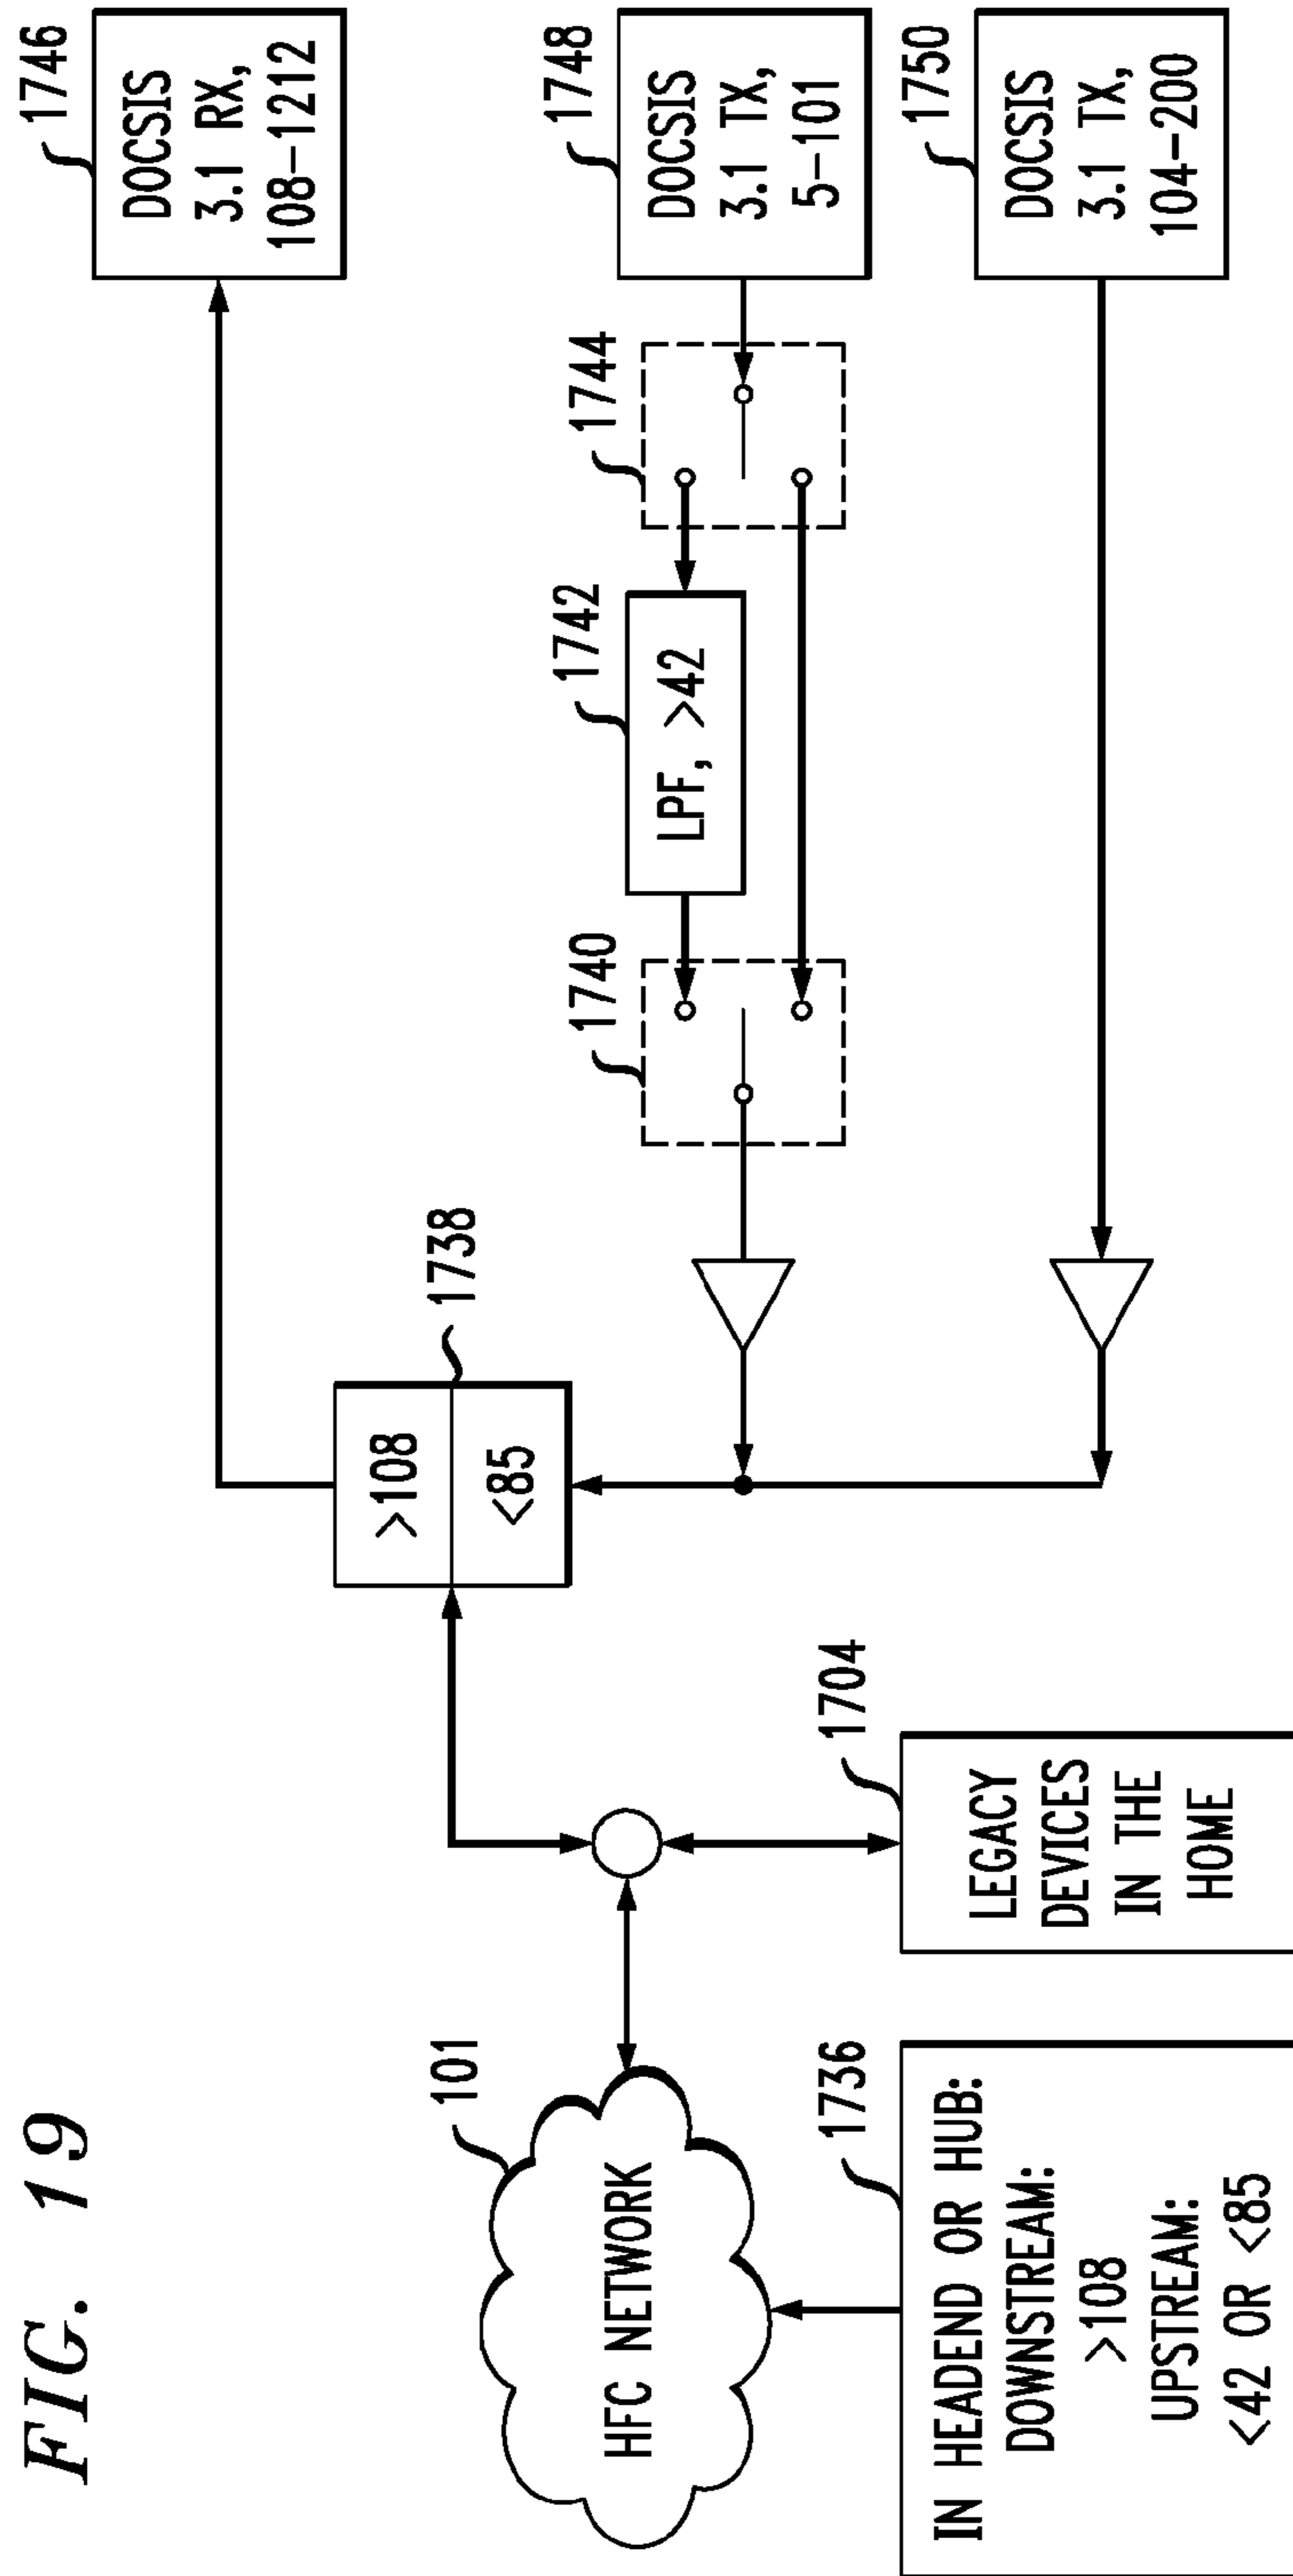 FIG. 19
101
HFC NETWORK
1736
IN HEADEND OR HUB:
DOWNSTREAM:
>108
UPSTREAM:
<42 OR <85
1704
LEGACY
DEVICES
IN THE
HOME
1738
>108
<85
1740
1742
LPF, >42
1744
1746
DOCSIS
3.1 RX,
108-1212
1748
DOCSIS
3.1 TX,
5-101
1750
DOCSIS
3.1 TX,
104-200